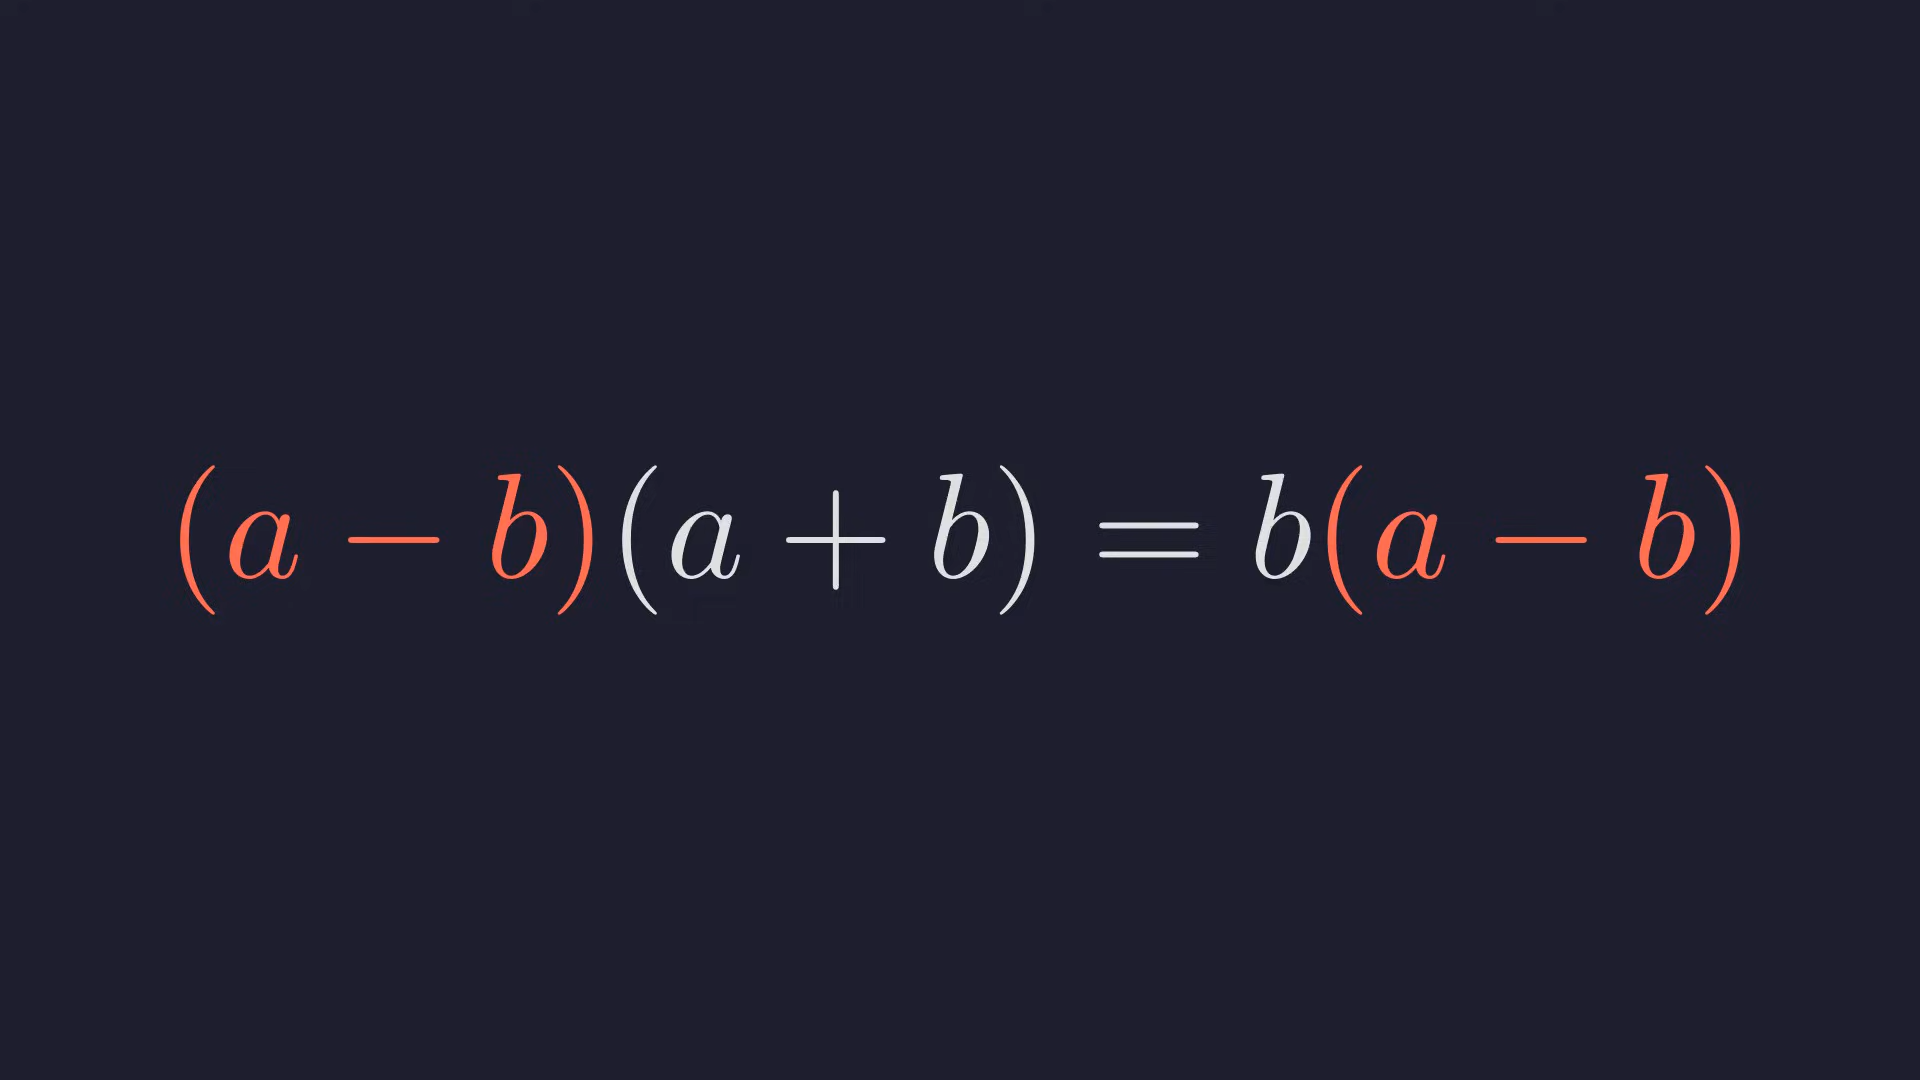 (a − b)(a + b) = b(a − b)